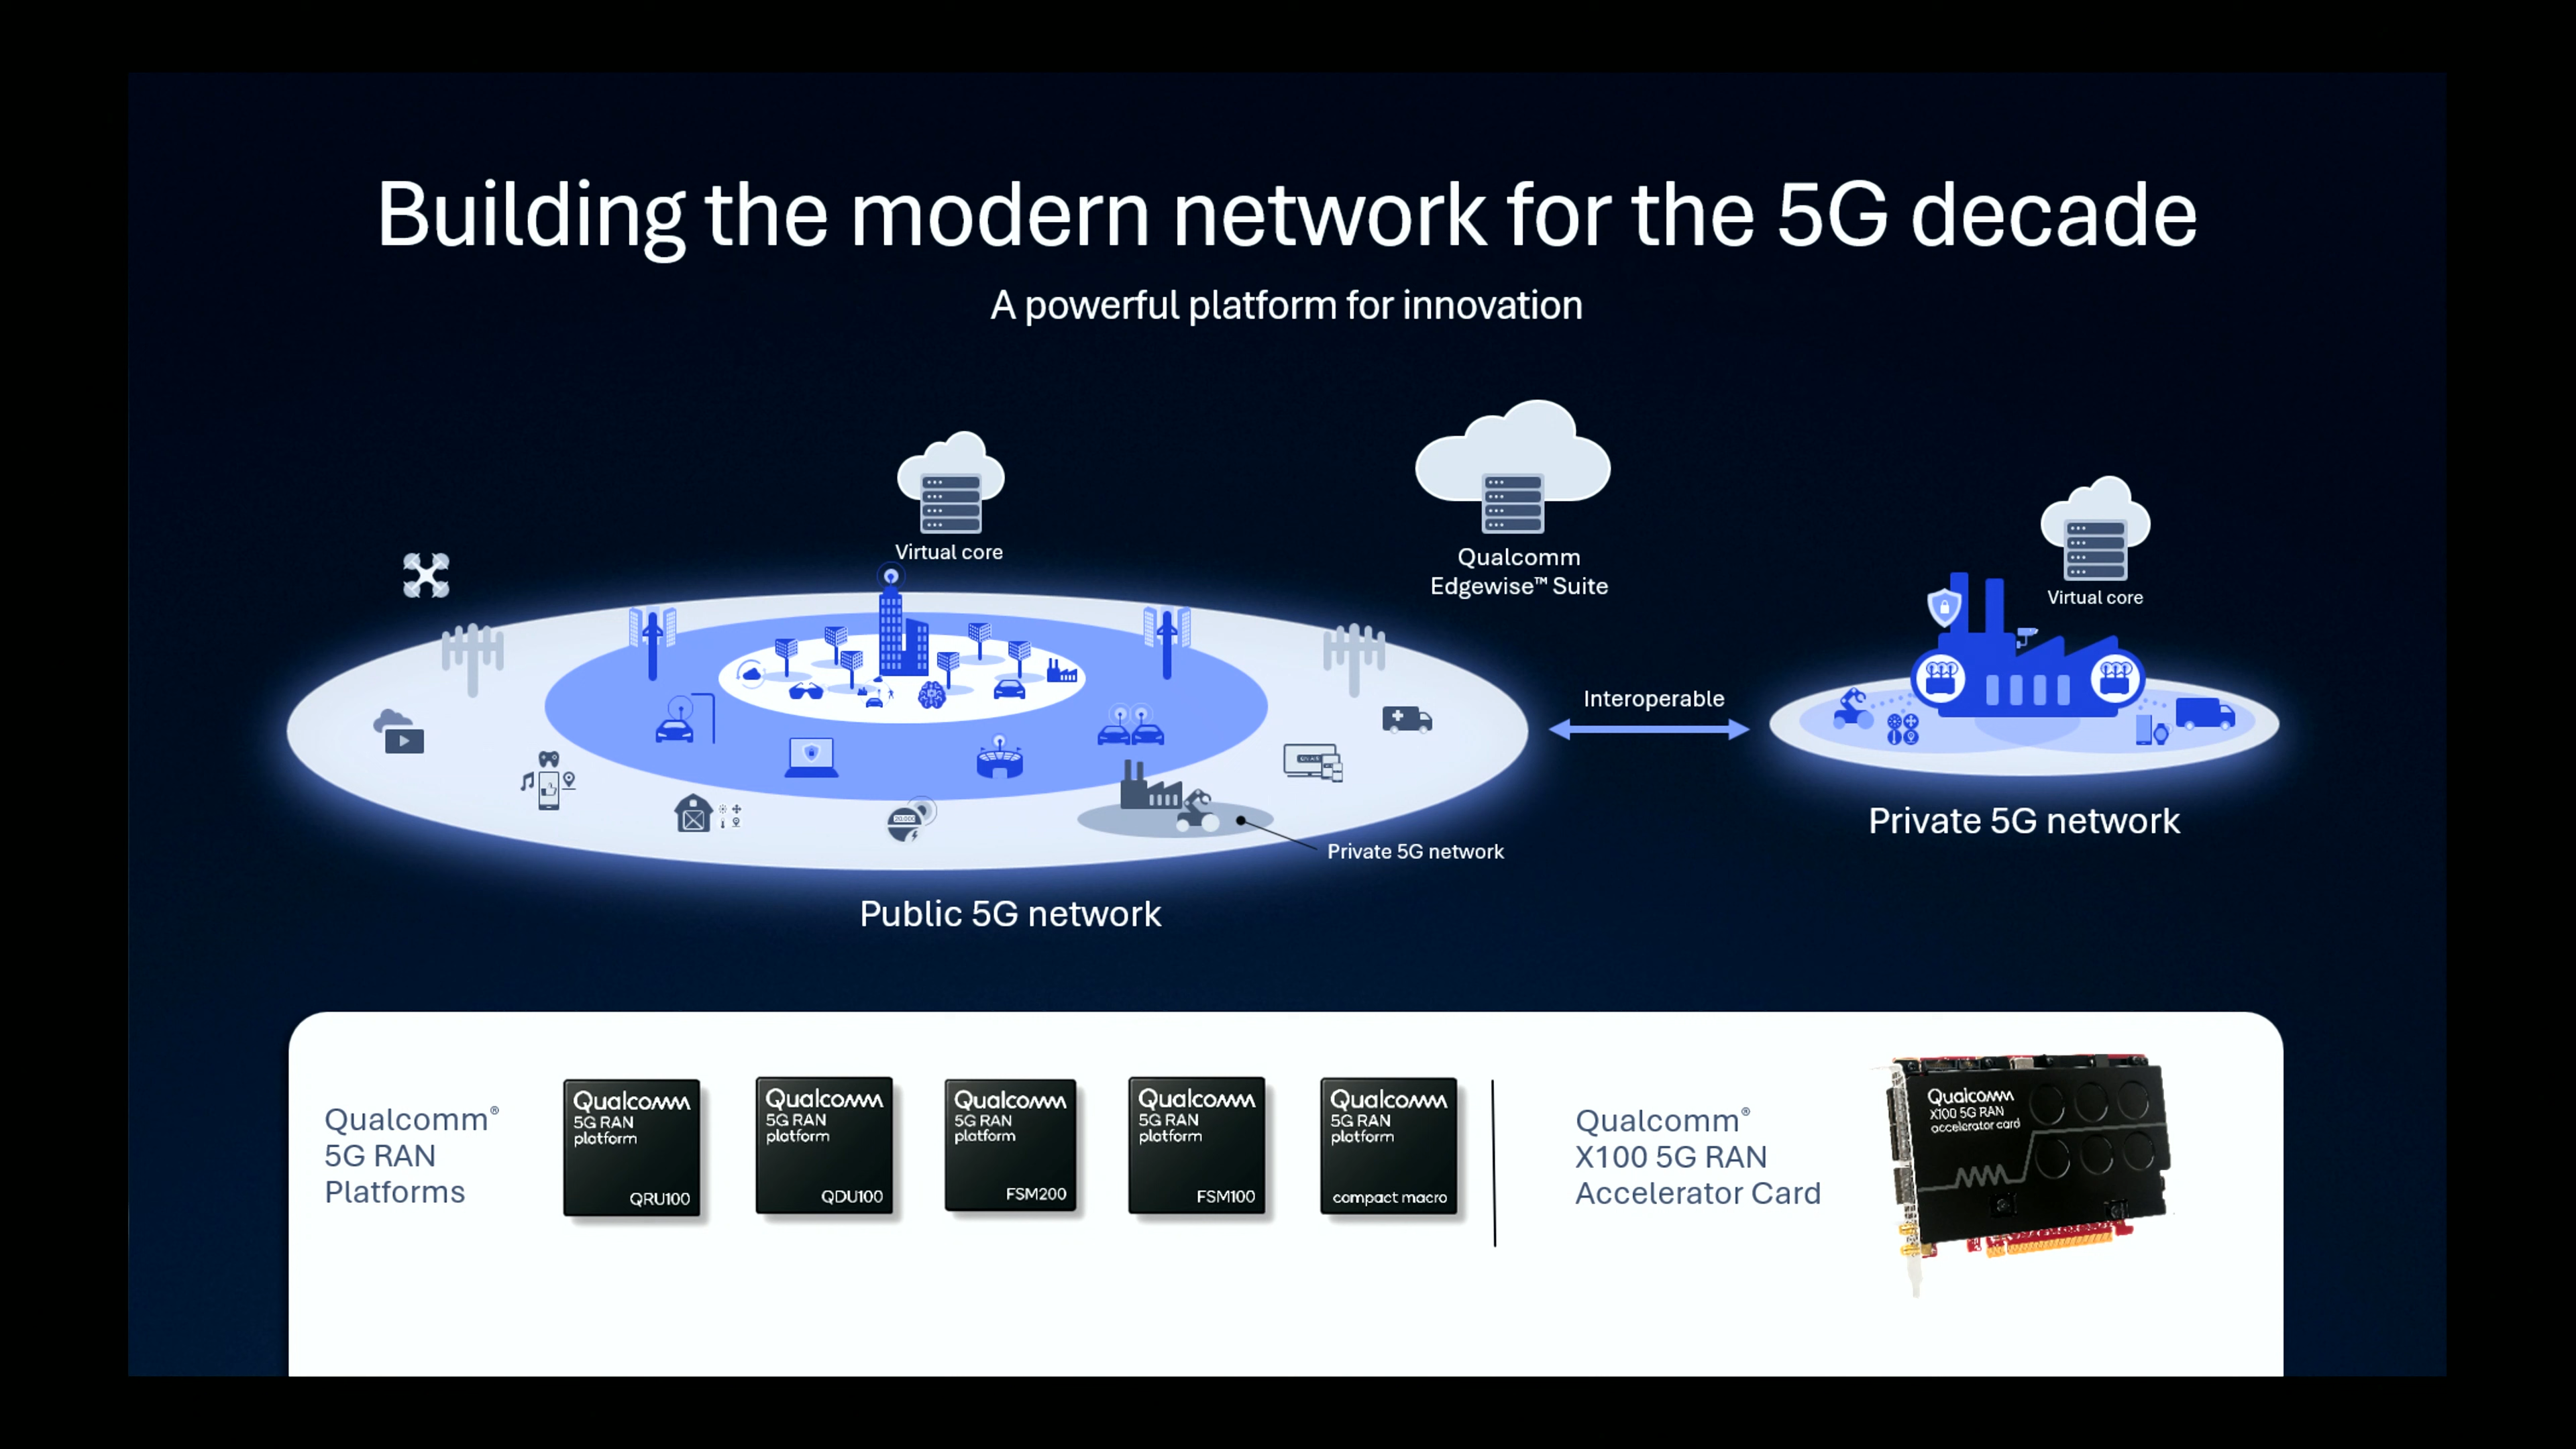 Building the modern network for the 5G decade
A powerful platform for innovation
Virtual core
Qualcomm
Edgewise™ Suite
Virtual core
Interoperable
Private 5G network
Private 5G network
Public 5G network
Qualcomm®
5G RAN
Platforms
Qualcomm
5G RAN
platform
QRU100
Qualcomm
5G RAN
platform
QDU100
Qualcomm
5G RAN
platform
FSM200
Qualcomm
5G RAN
platform
FSM100
Qualcomm
5G RAN
platform
compact macro
Qualcomm®
X100 5G RAN
Accelerator Card
Qualcomm
X100 5G RAN
accelerator card